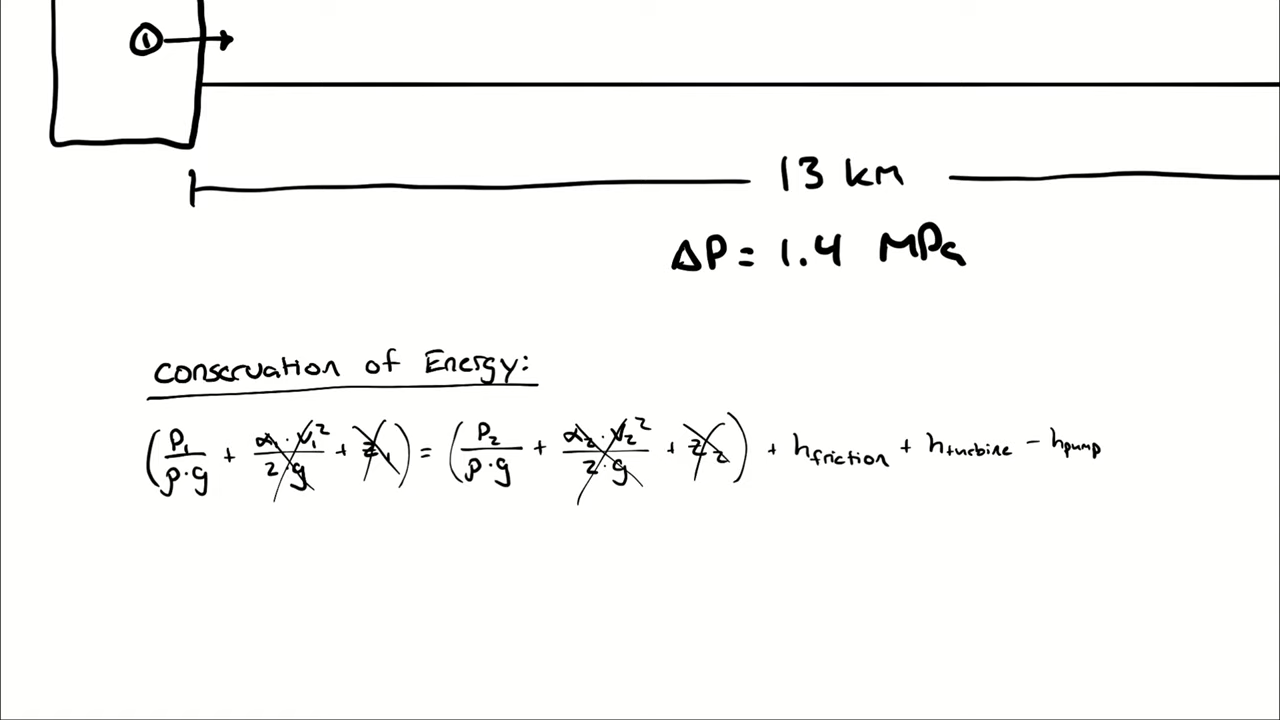 1
13 km
ΔP = 1.4 MPa
Conservation of Energy:
(P₁/ρ·g + α₁·V₁²/2·g + z₁) = (P₂/ρ·g + α₂·V₂²/2·g + z₂) + h_friction + h_turbine − h_pump